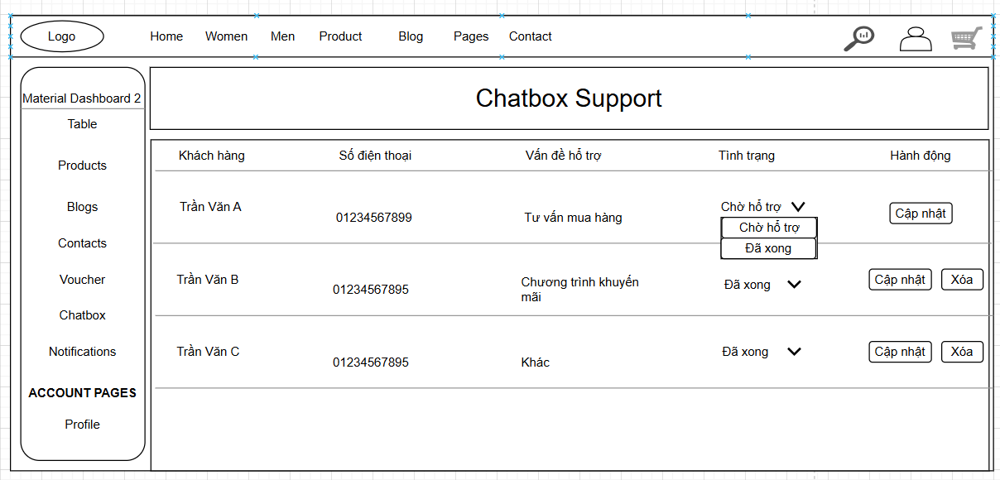 Logo
Home Women Men Product Blog Pages Contact
Material Dashboard 2
Table
Products
Blogs
Contacts
Voucher
Chatbox
Notifications
ACCOUNT PAGES
Profile
Chatbox Support
Khách hàng Số điện thoại Vấn đề hỗ trợ Tình trạng Hành động
Trần Văn A 01234567899 Tư vấn mua hàng Chờ hỗ trợ Cập nhật
Chờ hỗ trợ
Đã xong
Trần Văn B 01234567895 Chương trình khuyến Đã xong Cập nhật Xóa
mãi
Trần Văn C 01234567895 Khác Đã xong Cập nhật Xóa